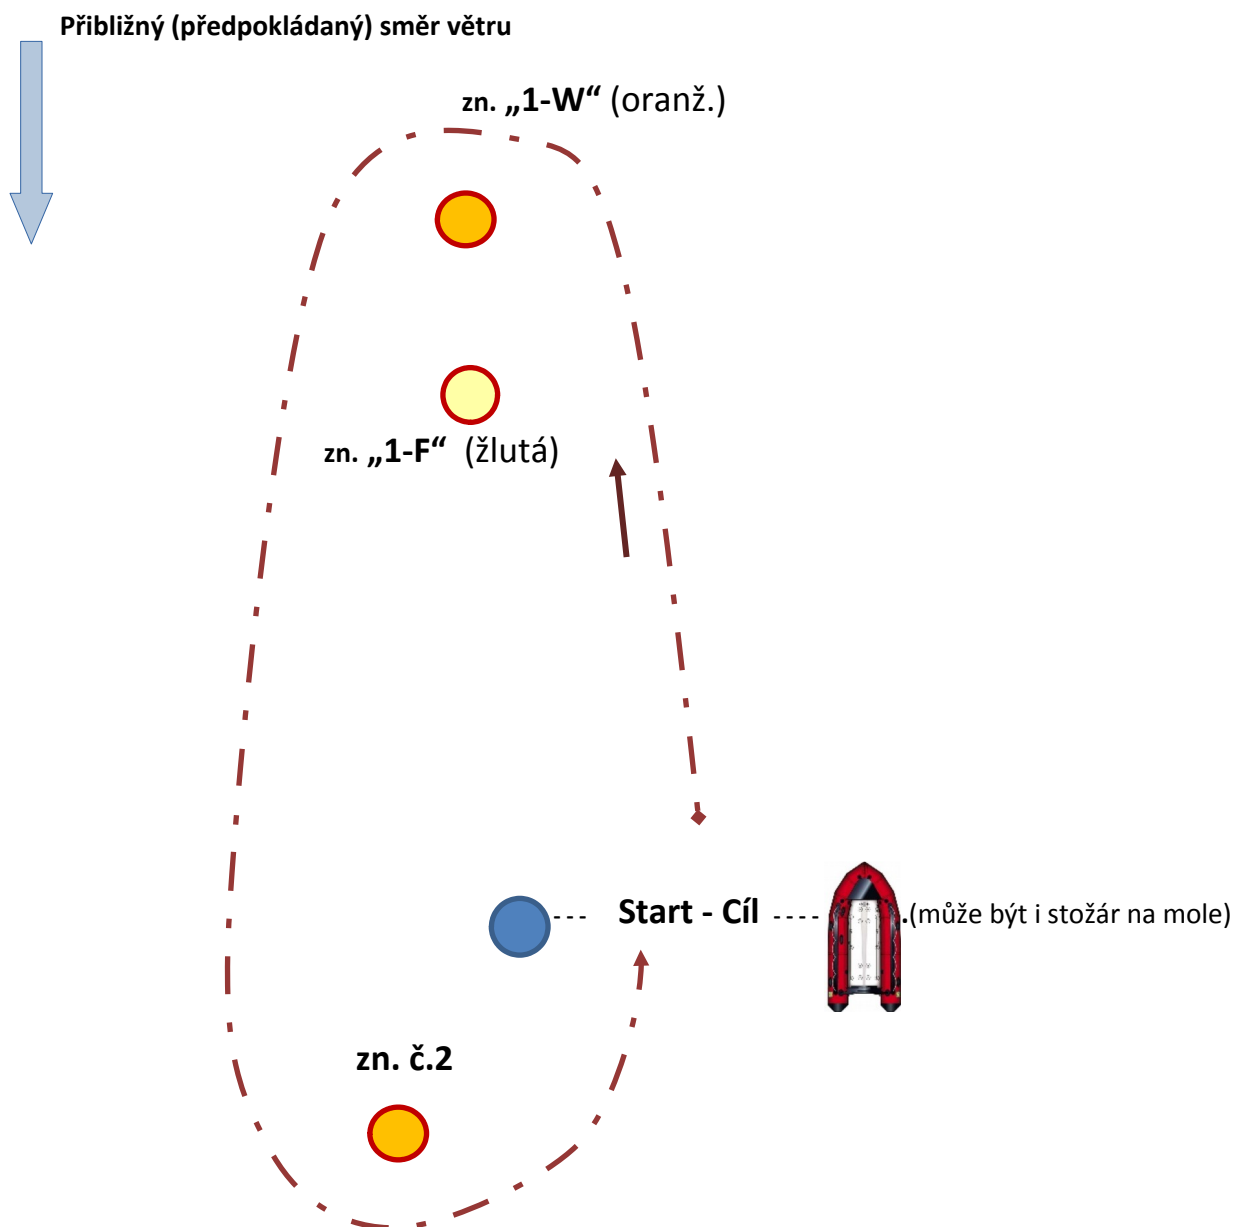 Přibližný (předpokládaný) směr větru
zn. „1-W“ (oranž.)
zn. „1-F“ (žlutá)
Start - Cíl
.(může být i stožár na mole)
zn. č.2